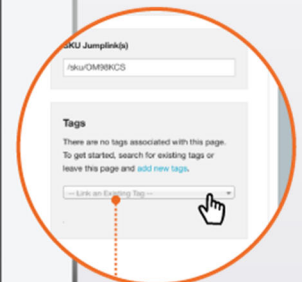 SKU Jumplink(s)
/sku/OM98KCS
Tags
There are no tags associated with this page.
To get started, search for existing tags or
leave this page and add new tags.
-- Link an Existing Tag --